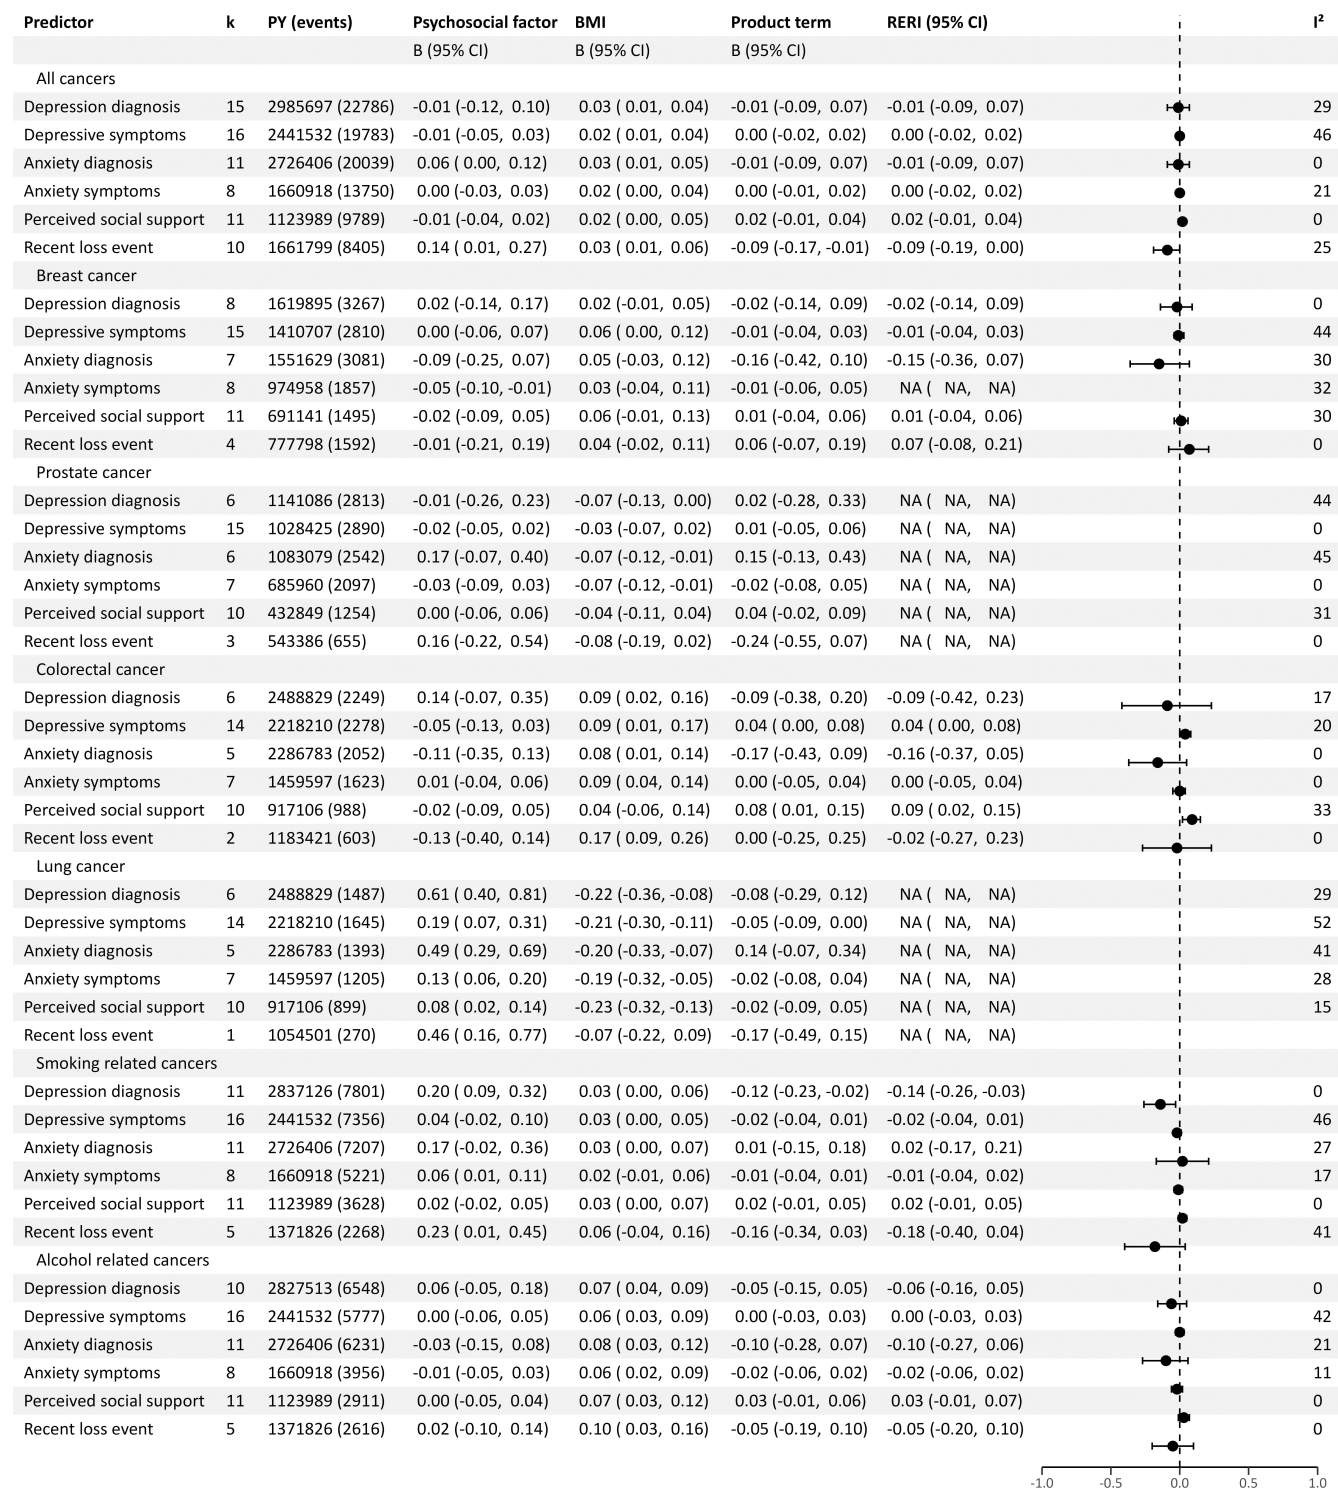 Predictor k PY (events) Psychosocial factor BMI Product term RERI (95% CI) I²
B (95% CI) B (95% CI) B (95% CI)
All cancers
Depression diagnosis 15 2985697 (22786) -0.01 (-0.12, 0.10) 0.03 ( 0.01, 0.04) -0.01 (-0.09, 0.07) -0.01 (-0.09, 0.07) 29
Depressive symptoms 16 2441532 (19783) -0.01 (-0.05, 0.03) 0.02 ( 0.01, 0.04) 0.00 (-0.02, 0.02) 0.00 (-0.02, 0.02) 46
Anxiety diagnosis 11 2726406 (20039) 0.06 ( 0.00, 0.12) 0.03 ( 0.01, 0.05) -0.01 (-0.09, 0.07) -0.01 (-0.09, 0.07) 0
Anxiety symptoms 8 1660918 (13750) 0.00 (-0.03, 0.03) 0.02 ( 0.00, 0.04) 0.00 (-0.01, 0.02) 0.00 (-0.02, 0.02) 21
Perceived social support 11 1123989 (9789) -0.01 (-0.04, 0.02) 0.02 ( 0.00, 0.05) 0.02 (-0.01, 0.04) 0.02 (-0.01, 0.04) 0
Recent loss event 10 1661799 (8405) 0.14 ( 0.01, 0.27) 0.03 ( 0.01, 0.06) -0.09 (-0.17, -0.01) -0.09 (-0.19, 0.00) 25
Breast cancer
Depression diagnosis 8 1619895 (3267) 0.02 (-0.14, 0.17) 0.02 (-0.01, 0.05) -0.02 (-0.14, 0.09) -0.02 (-0.14, 0.09) 0
Depressive symptoms 15 1410707 (2810) 0.00 (-0.06, 0.07) 0.06 ( 0.00, 0.12) -0.01 (-0.04, 0.03) -0.01 (-0.04, 0.03) 44
Anxiety diagnosis 7 1551629 (3081) -0.09 (-0.25, 0.07) 0.05 (-0.03, 0.12) -0.16 (-0.42, 0.10) -0.15 (-0.36, 0.07) 30
Anxiety symptoms 8 974958 (1857) -0.05 (-0.10, -0.01) 0.03 (-0.04, 0.11) -0.01 (-0.06, 0.05) NA ( NA, NA) 32
Perceived social support 11 691141 (1495) -0.02 (-0.09, 0.05) 0.06 (-0.01, 0.13) 0.01 (-0.04, 0.06) 0.01 (-0.04, 0.06) 30
Recent loss event 4 777798 (1592) -0.01 (-0.21, 0.19) 0.04 (-0.02, 0.11) 0.06 (-0.07, 0.19) 0.07 (-0.08, 0.21) 0
Prostate cancer
Depression diagnosis 6 1141086 (2813) -0.01 (-0.26, 0.23) -0.07 (-0.13, 0.00) 0.02 (-0.28, 0.33) NA ( NA, NA) 44
Depressive symptoms 15 1028425 (2890) -0.02 (-0.05, 0.02) -0.03 (-0.07, 0.02) 0.01 (-0.05, 0.06) NA ( NA, NA) 0
Anxiety diagnosis 6 1083079 (2542) 0.17 (-0.07, 0.40) -0.07 (-0.12, -0.01) 0.15 (-0.13, 0.43) NA ( NA, NA) 45
Anxiety symptoms 7 685960 (2097) -0.03 (-0.09, 0.03) -0.07 (-0.12, -0.01) -0.02 (-0.08, 0.05) NA ( NA, NA) 0
Perceived social support 10 432849 (1254) 0.00 (-0.06, 0.06) -0.04 (-0.11, 0.04) 0.04 (-0.02, 0.09) NA ( NA, NA) 31
Recent loss event 3 543386 (655) 0.16 (-0.22, 0.54) -0.08 (-0.19, 0.02) -0.24 (-0.55, 0.07) NA ( NA, NA) 0
Colorectal cancer
Depression diagnosis 6 2488829 (2249) 0.14 (-0.07, 0.35) 0.09 ( 0.02, 0.16) -0.09 (-0.38, 0.20) -0.09 (-0.42, 0.23) 17
Depressive symptoms 14 2218210 (2278) -0.05 (-0.13, 0.03) 0.09 ( 0.01, 0.17) 0.04 ( 0.00, 0.08) 0.04 ( 0.00, 0.08) 20
Anxiety diagnosis 5 2286783 (2052) -0.11 (-0.35, 0.13) 0.08 ( 0.01, 0.14) -0.17 (-0.43, 0.09) -0.16 (-0.37, 0.05) 0
Anxiety symptoms 7 1459597 (1623) 0.01 (-0.04, 0.06) 0.09 ( 0.04, 0.14) 0.00 (-0.05, 0.04) 0.00 (-0.05, 0.04) 0
Perceived social support 10 917106 (988) -0.02 (-0.09, 0.05) 0.04 (-0.06, 0.14) 0.08 ( 0.01, 0.15) 0.09 ( 0.02, 0.15) 33
Recent loss event 2 1183421 (603) -0.13 (-0.40, 0.14) 0.17 ( 0.09, 0.26) 0.00 (-0.25, 0.25) -0.02 (-0.27, 0.23) 0
Lung cancer
Depression diagnosis 6 2488829 (1487) 0.61 ( 0.40, 0.81) -0.22 (-0.36, -0.08) -0.08 (-0.29, 0.12) NA ( NA, NA) 29
Depressive symptoms 14 2218210 (1645) 0.19 ( 0.07, 0.31) -0.21 (-0.30, -0.11) -0.05 (-0.09, 0.00) NA ( NA, NA) 52
Anxiety diagnosis 5 2286783 (1393) 0.49 ( 0.29, 0.69) -0.20 (-0.33, -0.07) 0.14 (-0.07, 0.34) NA ( NA, NA) 41
Anxiety symptoms 7 1459597 (1205) 0.13 ( 0.06, 0.20) -0.19 (-0.32, -0.05) -0.02 (-0.08, 0.04) NA ( NA, NA) 28
Perceived social support 10 917106 (899) 0.08 ( 0.02, 0.14) -0.23 (-0.32, -0.13) -0.02 (-0.09, 0.05) NA ( NA, NA) 15
Recent loss event 1 1054501 (270) 0.46 ( 0.16, 0.77) -0.07 (-0.22, 0.09) -0.17 (-0.49, 0.15) NA ( NA, NA)
Smoking related cancers
Depression diagnosis 11 2837126 (7801) 0.20 ( 0.09, 0.32) 0.03 ( 0.00, 0.06) -0.12 (-0.23, -0.02) -0.14 (-0.26, -0.03) 0
Depressive symptoms 16 2441532 (7356) 0.04 (-0.02, 0.10) 0.03 ( 0.00, 0.05) -0.02 (-0.04, 0.01) -0.02 (-0.04, 0.01) 46
Anxiety diagnosis 11 2726406 (7207) 0.17 (-0.02, 0.36) 0.03 ( 0.00, 0.07) 0.01 (-0.15, 0.18) 0.02 (-0.17, 0.21) 27
Anxiety symptoms 8 1660918 (5221) 0.06 ( 0.01, 0.11) 0.02 (-0.01, 0.06) -0.01 (-0.04, 0.01) -0.01 (-0.04, 0.02) 17
Perceived social support 11 1123989 (3628) 0.02 (-0.02, 0.05) 0.03 ( 0.00, 0.07) 0.02 (-0.01, 0.05) 0.02 (-0.01, 0.05) 0
Recent loss event 5 1371826 (2268) 0.23 ( 0.01, 0.45) 0.06 (-0.04, 0.16) -0.16 (-0.34, 0.03) -0.18 (-0.40, 0.04) 41
Alcohol related cancers
Depression diagnosis 10 2827513 (6548) 0.06 (-0.05, 0.18) 0.07 ( 0.04, 0.09) -0.05 (-0.15, 0.05) -0.06 (-0.16, 0.05) 0
Depressive symptoms 16 2441532 (5777) 0.00 (-0.06, 0.05) 0.06 ( 0.03, 0.09) 0.00 (-0.03, 0.03) 0.00 (-0.03, 0.03) 42
Anxiety diagnosis 11 2726406 (6231) -0.03 (-0.15, 0.08) 0.08 ( 0.03, 0.12) -0.10 (-0.28, 0.07) -0.10 (-0.27, 0.06) 21
Anxiety symptoms 8 1660918 (3956) -0.01 (-0.05, 0.03) 0.06 ( 0.02, 0.09) -0.02 (-0.06, 0.02) -0.02 (-0.06, 0.02) 11
Perceived social support 11 1123989 (2911) 0.00 (-0.05, 0.04) 0.07 ( 0.03, 0.12) 0.03 (-0.01, 0.06) 0.03 (-0.01, 0.07) 0
Recent loss event 5 1371826 (2616) 0.02 (-0.10, 0.14) 0.10 ( 0.03, 0.16) -0.05 (-0.19, 0.10) -0.05 (-0.20, 0.10) 0
-1.0 -0.5 0.0 0.5 1.0